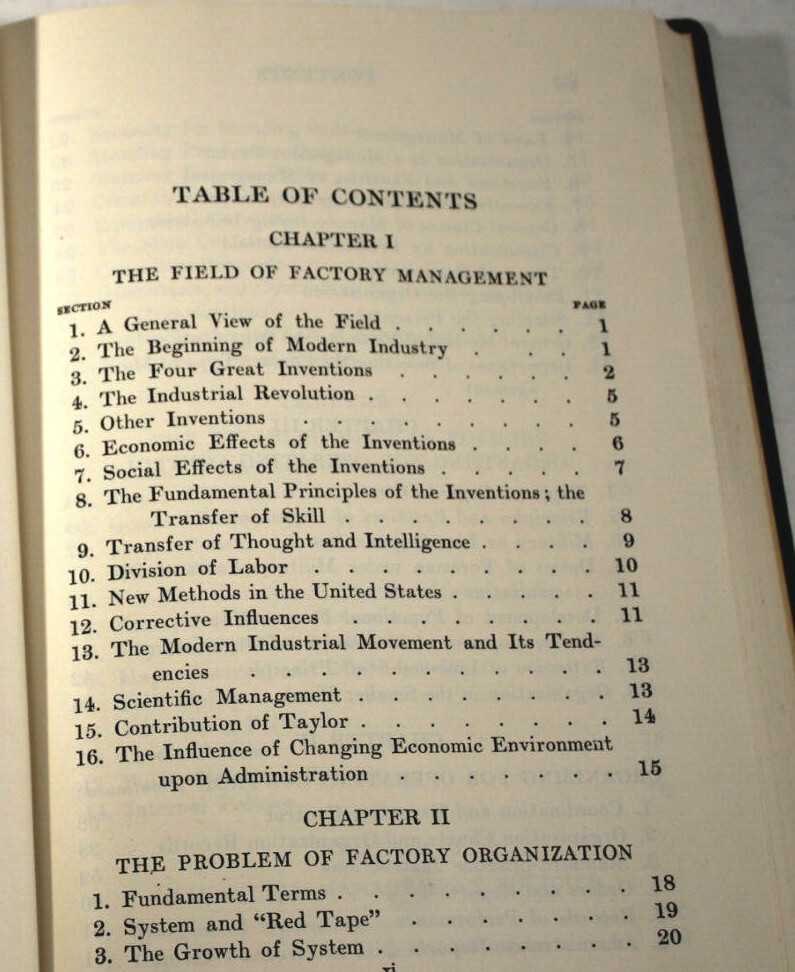 TABLE OF CONTENTS
CHAPTER I
THE FIELD OF FACTORY MANAGEMENT
SECTION PAGE
1. A General View of the Field . . . . . . 1
2. The Beginning of Modern Industry . . . 1
3. The Four Great Inventions . . . . . . 2
4. The Industrial Revolution . . . . . . . 5
5. Other Inventions . . . . . . . . 5
6. Economic Effects of the Inventions . . . . 6
7. Social Effects of the Inventions . . . . . 7
8. The Fundamental Principles of the Inventions; the
Transfer of Skill . . . . . . . . 8
9. Transfer of Thought and Intelligence . . . . 9
10. Division of Labor . . . . . . . . . 10
11. New Methods in the United States . . . . . 11
12. Corrective Influences . . . . . . . 11
13. The Modern Industrial Movement and Its Tend-
encies . . . . . . . . . . . 13
14. Scientific Management . . . . . . . 13
15. Contribution of Taylor . . . . . . . . 14
16. The Influence of Changing Economic Environment
upon Administration . . . . . . . 15
CHAPTER II
THE PROBLEM OF FACTORY ORGANIZATION
1. Fundamental Terms . . . . . . . . . 18
2. System and “Red Tape” . . . . . . . 19
3. The Growth of System . . . . . . . . 20
xi